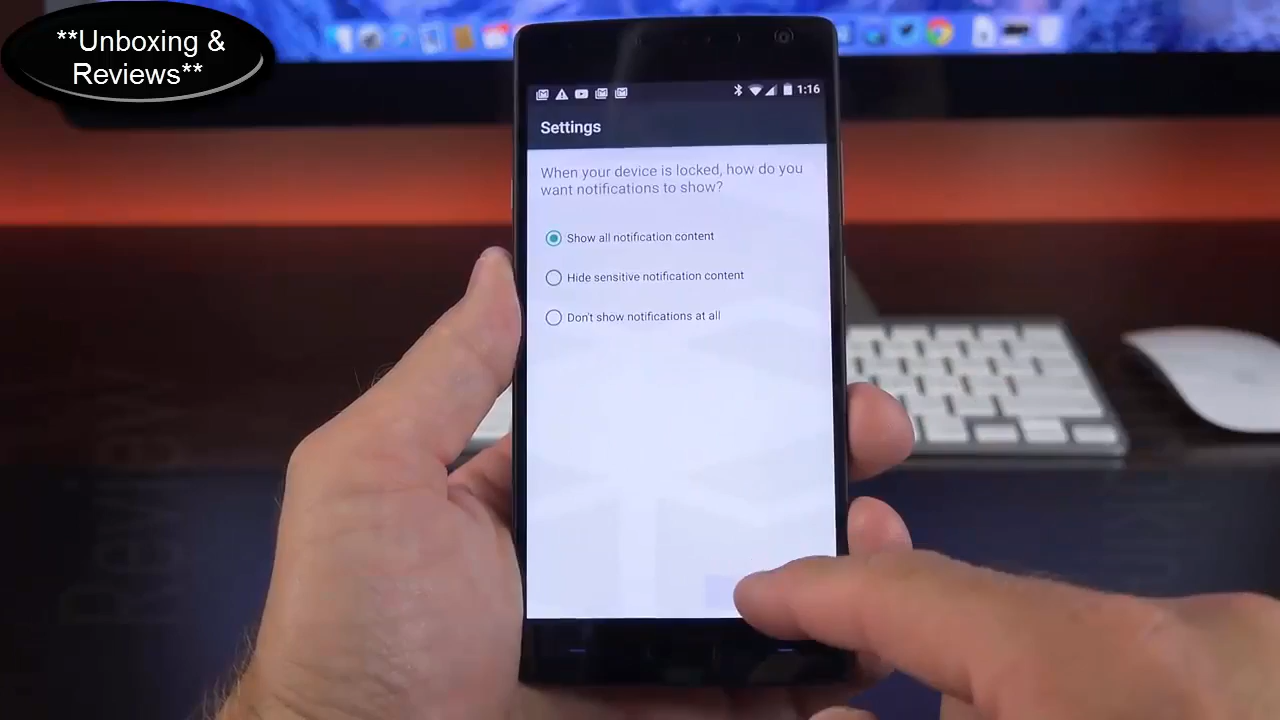 **Unboxing &
Reviews**
1:16
Settings
When your device is locked, how do you
want notifications to show?
Show all notification content
Hide sensitive notification content
Don't show notifications at all